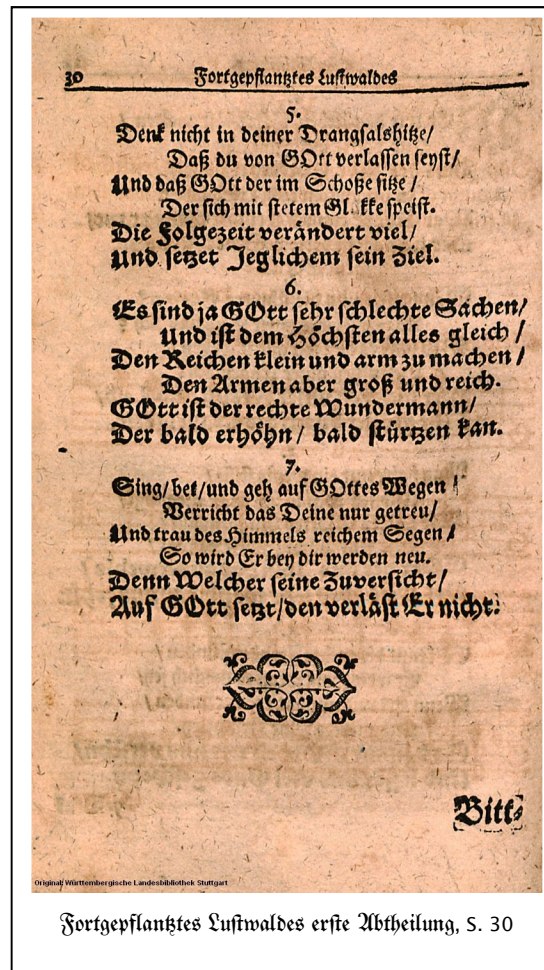 30 Fortgepflantztes Lustwaldes
5.
Denk nicht in deiner Drangsalshitze/
Daß du von GOtt verlassen seyst/
Und daß GOtt der im Schoße sitze/
Der sich mit stetem Gl kke speist.
Die Folgezeit verändert viel/
Und setzet Jeglichem sein Ziel.
6.
Es sind ja GOtt sehr schlechte Sachen/
Und ist dem Höchsten alles gleich/
Den Reichen klein und arm zu machen/
Den Armen aber groß und reich.
GOtt ist der rechte Wundermann/
Der bald erhöhn/ bald stürtzen kan.
7.
Sing/bet/und geh auf GOttes Wegen/
Verricht das Deine nur getreu/
Und trau des Himmels reichem Segen/
So wird Er bey dir werden neu.
Denn Welcher seine Zuversicht/
Auf GOtt setzt/den verläst Er nicht.
Bitt-
Original: Württembergische Landesbibliothek Stuttgart
Fortgepflantztes Lustwaldes erste Abtheilung, S. 30